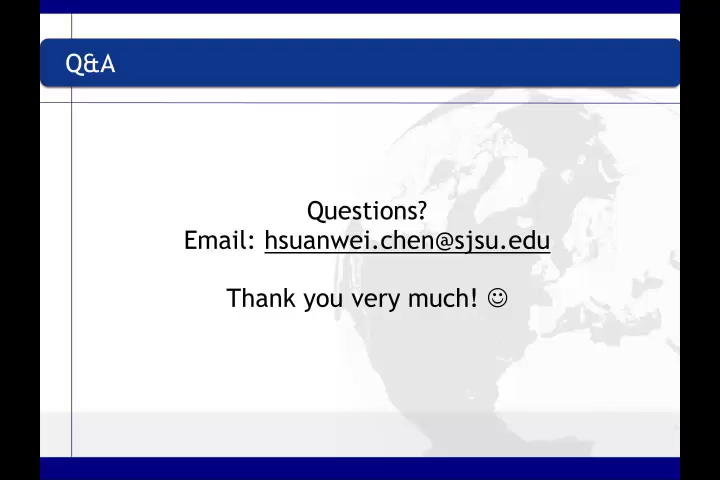 Q&A
Questions?
Email: hsuanwei.chen@sjsu.edu
Thank you very much! ☺